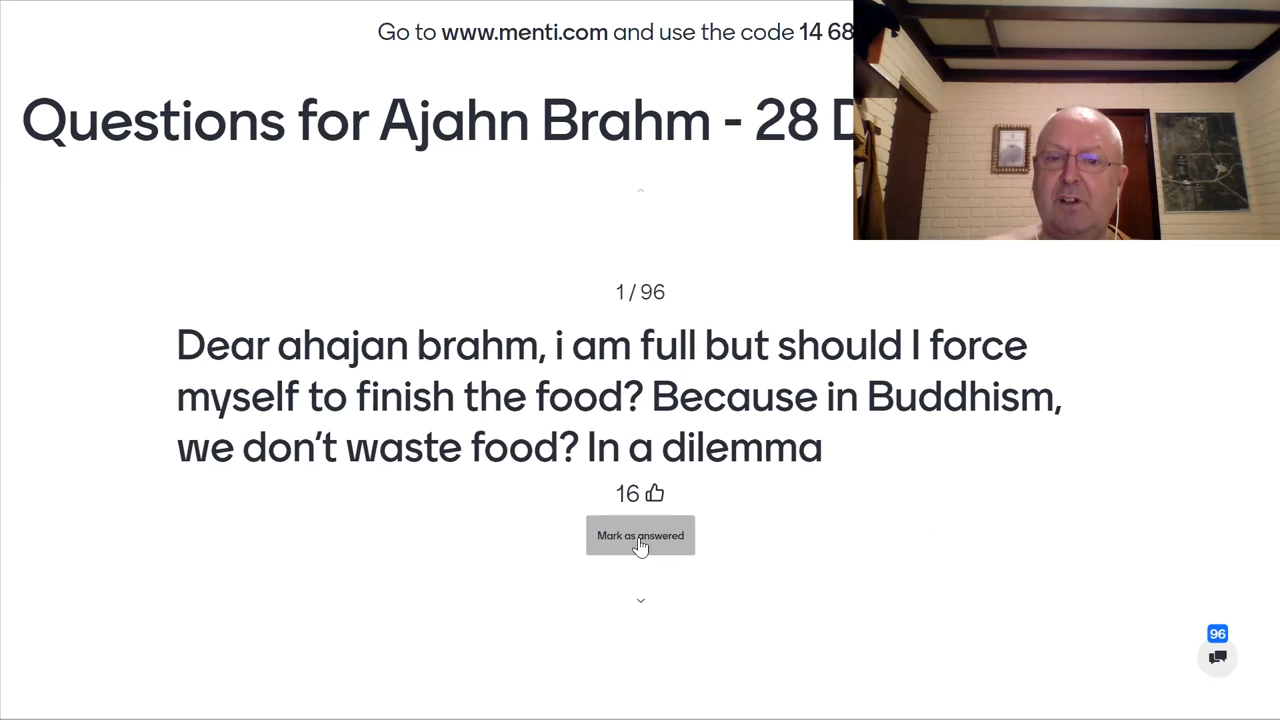 Go to www.menti.com and use the code 14 68
Questions for Ajahn Brahm - 28 D
1 / 96
Dear ahajan brahm, i am full but should I force
myself to finish the food? Because in Buddhism,
we don't waste food? In a dilemma
16
Mark as answered
96